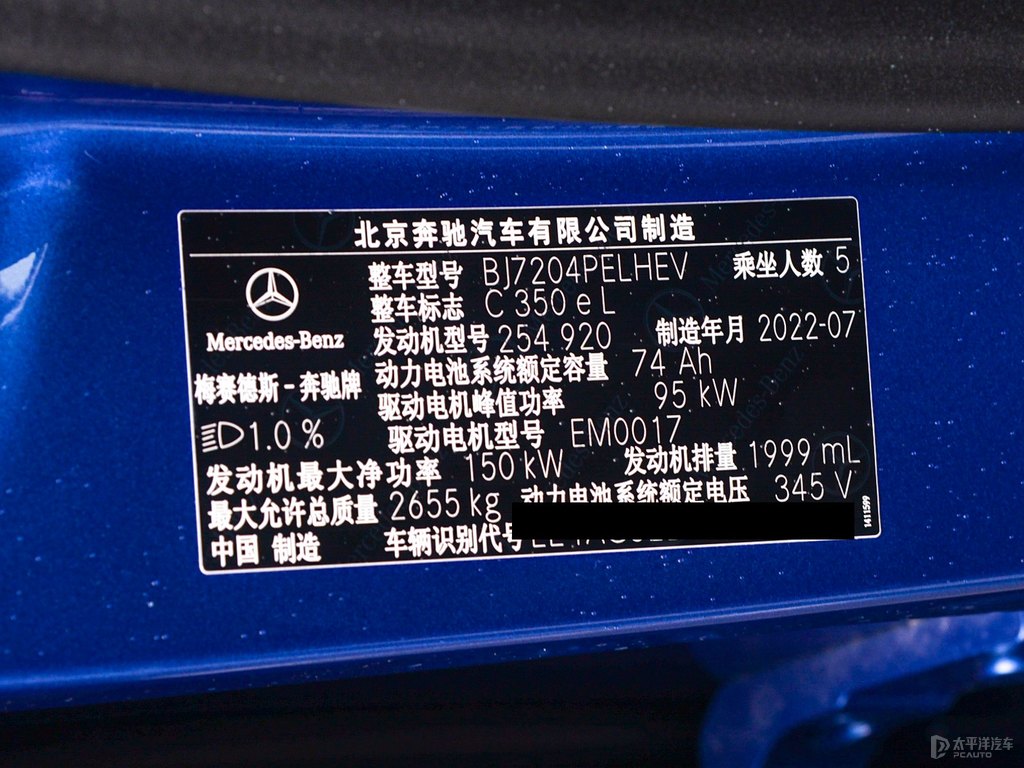 北京奔驰汽车有限公司制造
整车型号 BJ7204PELHEV 乘坐人数 5
整车标志 C 350 e L
Mercedes-Benz
发动机型号 254 920 制造年月 2022-07
动力电池系统额定容量 74 Ah
梅赛德斯-奔驰牌
驱动电机峰值功率 95 kW
1.0 % 驱动电机型号 EM0017
发动机最大净功率 150 kW 发动机排量 1999 mL
最大允许总质量 2655 kg 动力电池系统额定电压 345 V
中国 制造 车辆识别代号
1411599
太平洋汽车
PCAUTO